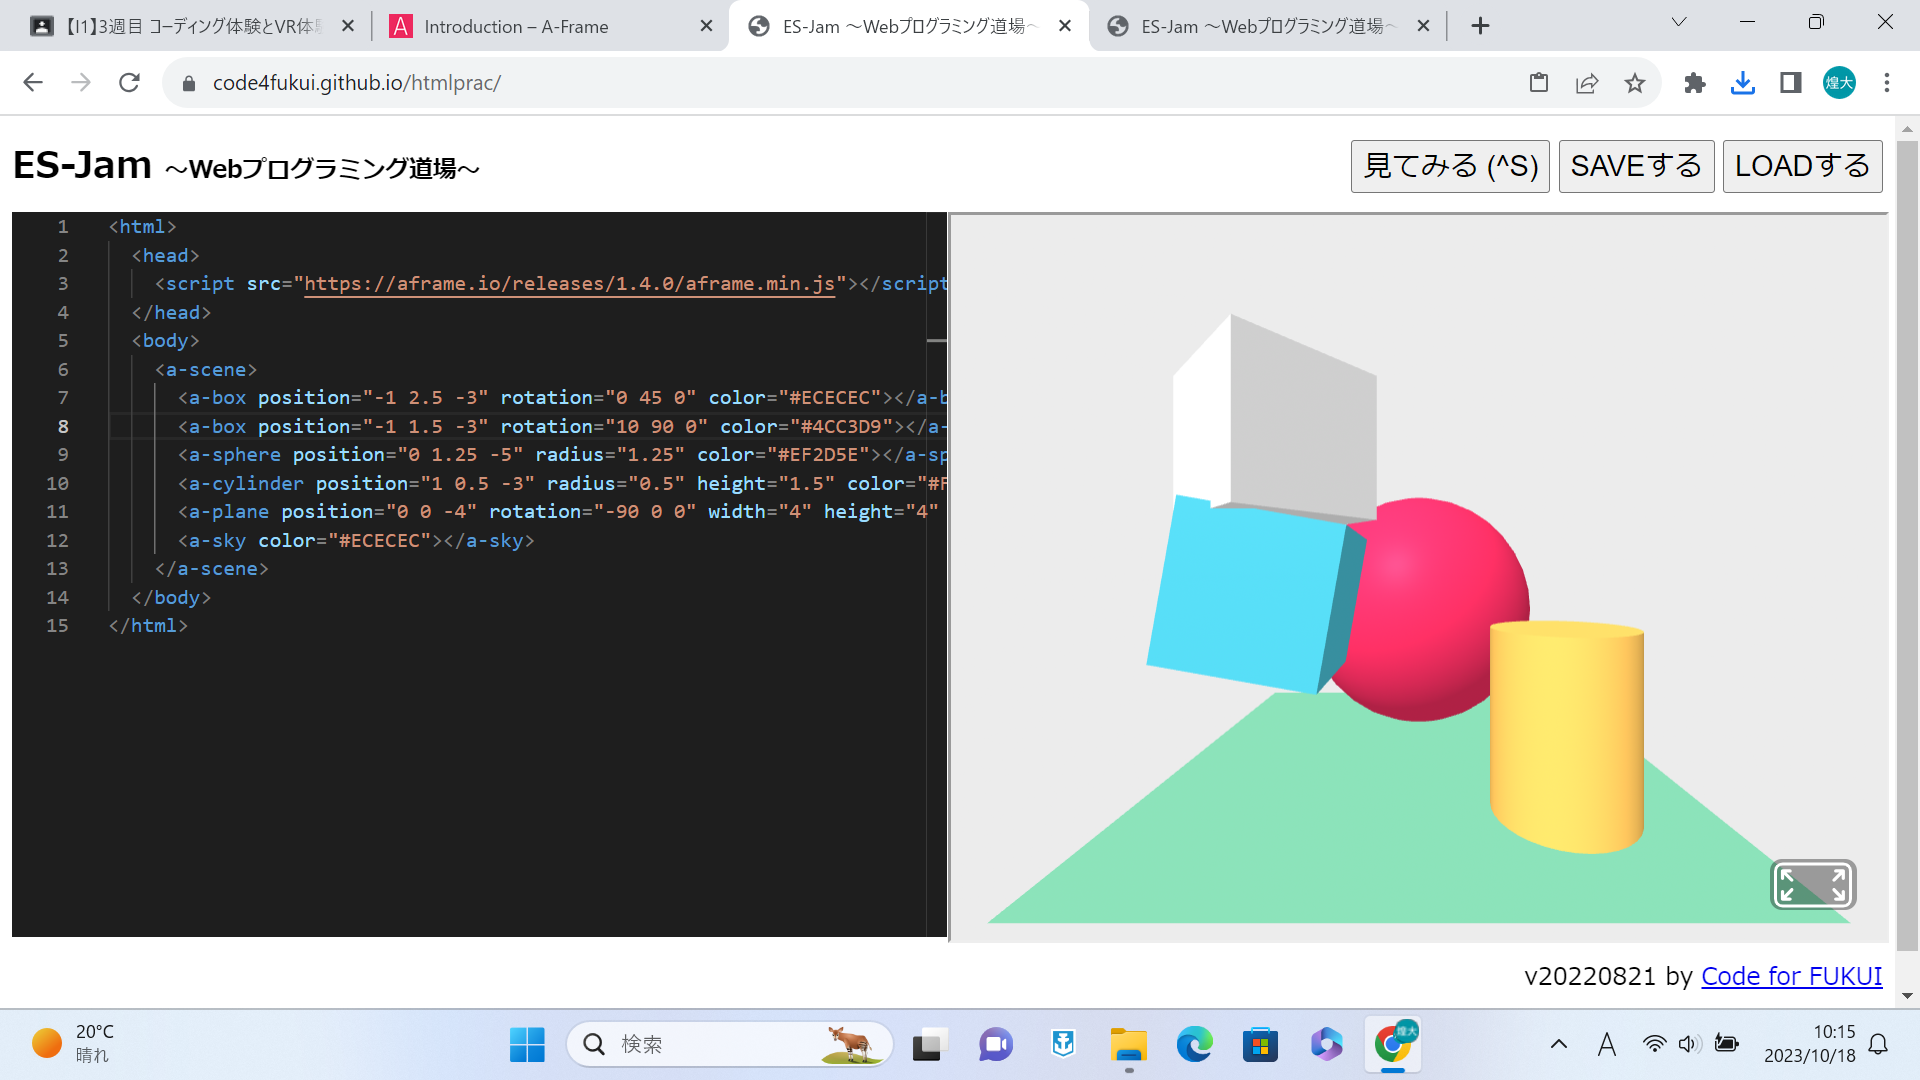 【I1】3週目 コーディング体験とVR体
Introduction – A-Frame
ES-Jam ～Webプログラミング道場～
ES-Jam ～Webプログラミング道場～
code4fukui.github.io/htmlprac/
煌大
ES-Jam ～Webプログラミング道場～
見てみる (^S)
SAVEする
LOADする
1 <html>
2 <head>
3 <script src="https://aframe.io/releases/1.4.0/aframe.min.js"></script
4 </head>
5 <body>
6 <a-scene>
7 <a-box position="-1 2.5 -3" rotation="0 45 0" color="#ECECEC"></a-b
8 <a-box position="-1 1.5 -3" rotation="10 90 0" color="#4CC3D9"></a-
9 <a-sphere position="0 1.25 -5" radius="1.25" color="#EF2D5E"></a-sp
10 <a-cylinder position="1 0.5 -3" radius="0.5" height="1.5" color="#F
11 <a-plane position="0 0 -4" rotation="-90 0 0" width="4" height="4"
12 <a-sky color="#ECECEC"></a-sky>
13 </a-scene>
14 </body>
15 </html>
v20220821 by Code for FUKUI
20°C
晴れ
検索
煌大
A
10:15
2023/10/18